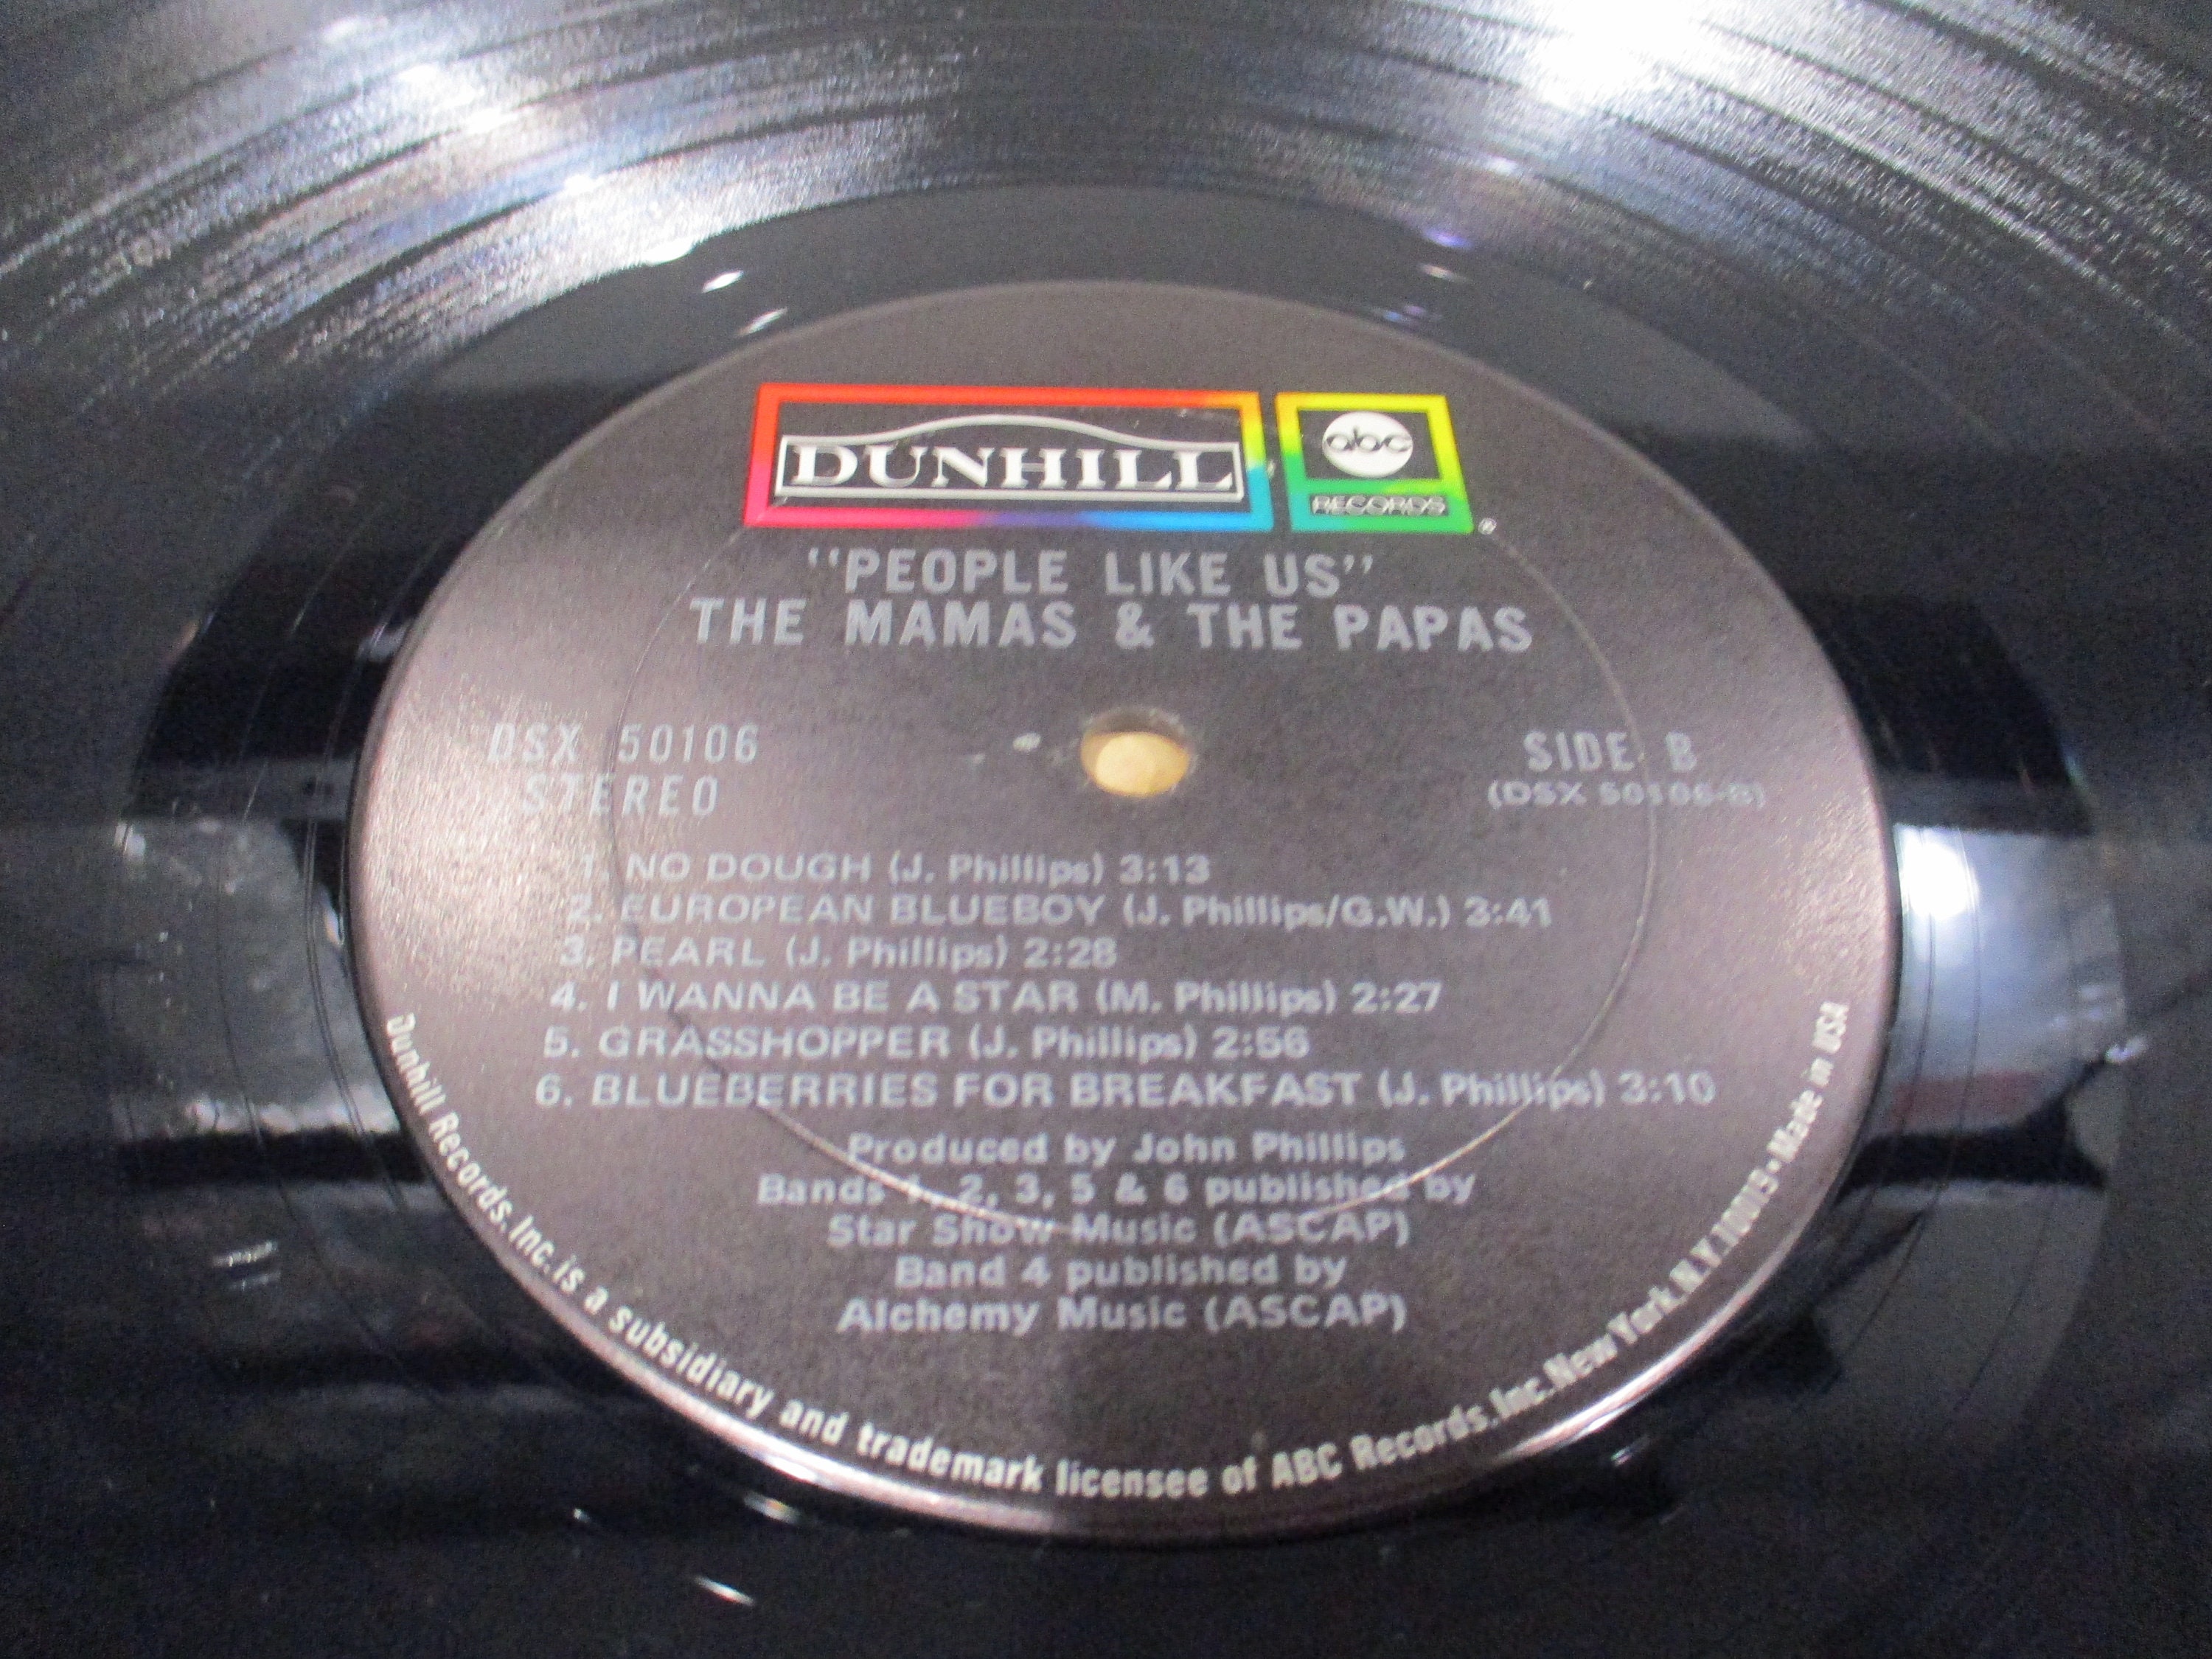 DUNHILL
abc
RECORDS
®
"PEOPLE LIKE US"
THE MAMAS & THE PAPAS
DSX 50106
STEREO
SIDE B
(DSX 50106-B)
1. NO DOUGH (J. Phillips) 3:13
2. EUROPEAN BLUEBOY (J. Phillips/G.W.) 3:41
3. PEARL (J. Phillips) 2:28
4. I WANNA BE A STAR (M. Phillips) 2:27
5. GRASSHOPPER (J. Phillips) 2:56
6. BLUEBERRIES FOR BREAKFAST (J. Phillips) 3:10
Produced by John Phillips
Bands 1, 2, 3, 5 & 6 published by
Star Show Music (ASCAP)
Band 4 published by
Alchemy Music (ASCAP)
Dunhill Records, Inc. is a subsidiary and trademark licensee of ABC Records, Inc. New York, N.Y. 10019 • Made in USA